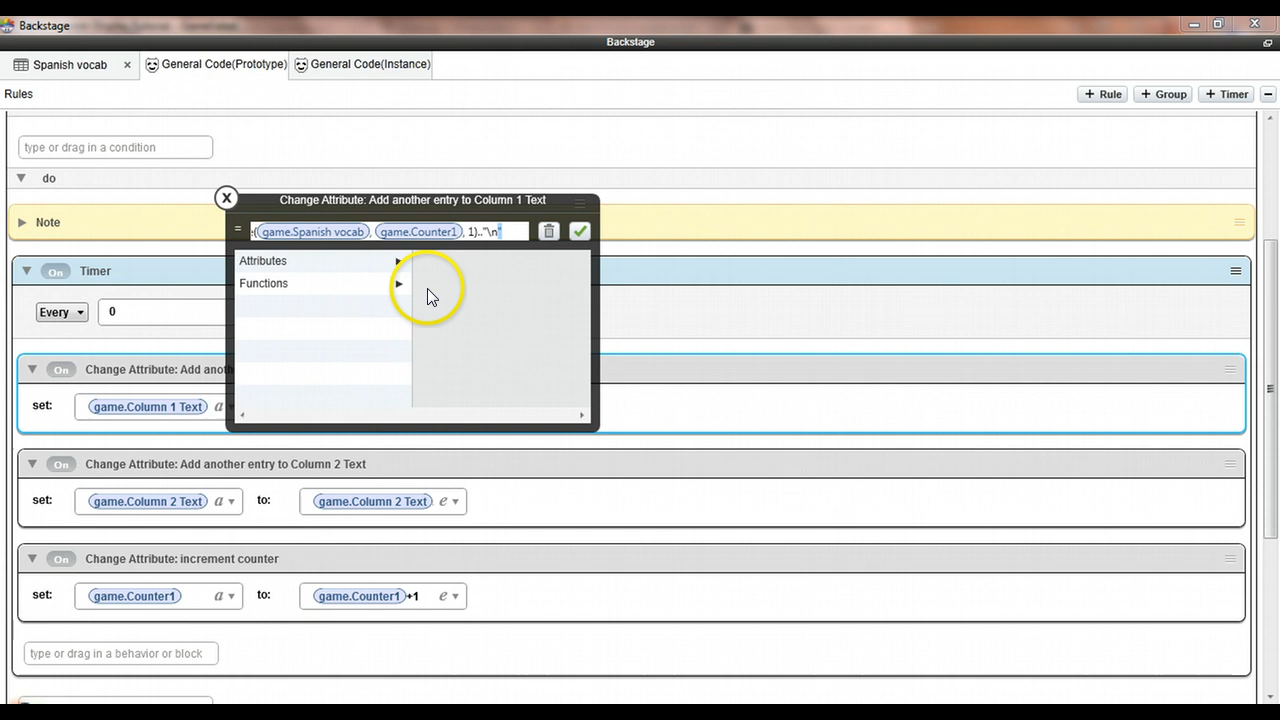 Backstage
Backstage
Spanish vocab × General Code(Prototype) General Code(Instance)
Rules + Rule + Group + Timer
type or drag in a condition
do
X Change Attribute: Add another entry to Column 1 Text
Note
= (game.Spanish vocab, game.Counter1, 1).."\n"
Attributes
Functions
On Timer
Every 0
On Change Attribute: Add
set: game.Column 1 Text a
On Change Attribute: Add another entry to Column 2 Text
set: game.Column 2 Text a to: game.Column 2 Text e
On Change Attribute: increment counter
set: game.Counter1 a to: game.Counter1+1 e
type or drag in a behavior or block